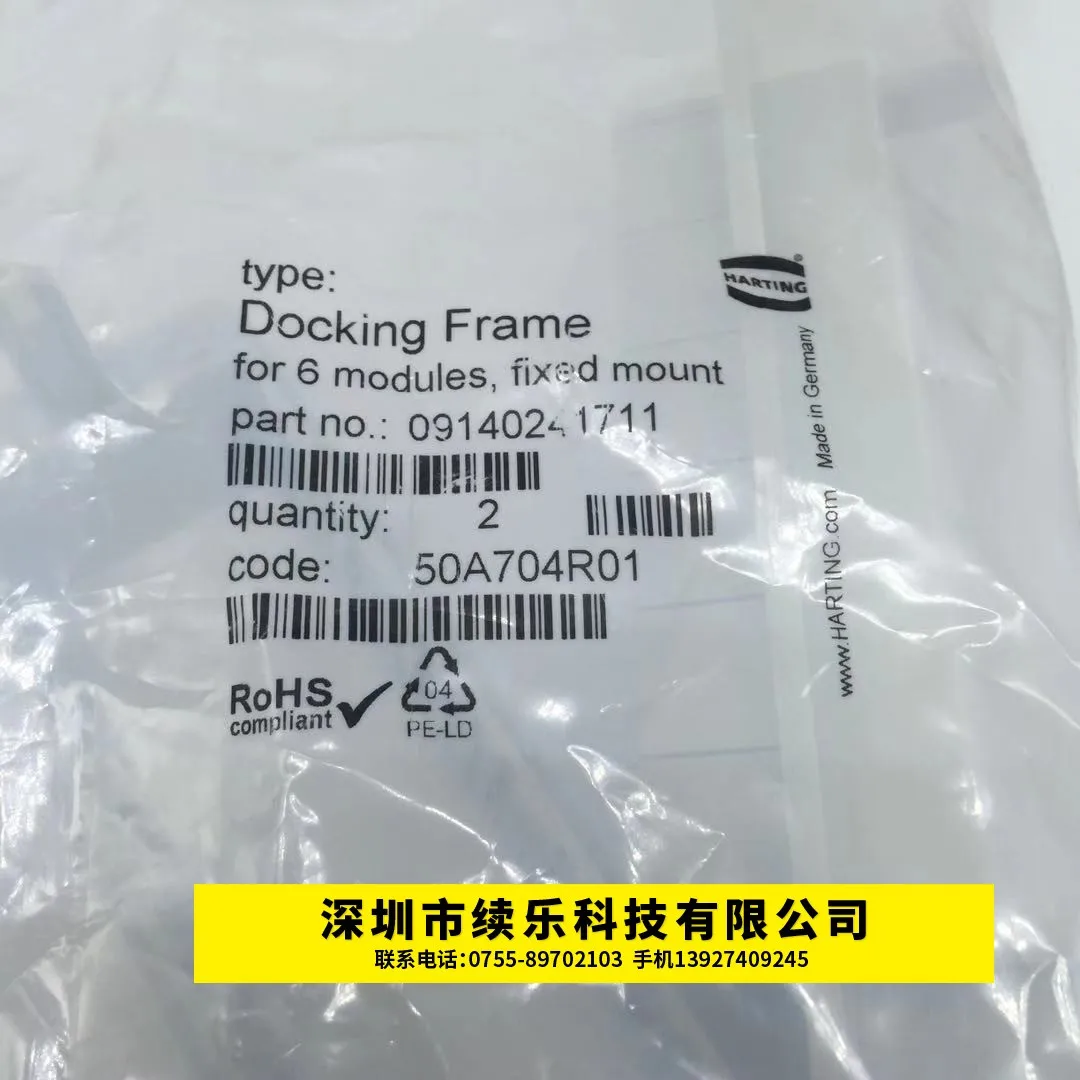 type:
HARTING®
Docking Frame
for 6 modules, fixed mount
part no.: 09140241711
quantity: 2
code: 50A704R01
RoHS
compliant
04
PE-LD
www.HARTING.com Made in Germany
深圳市续乐科技有限公司
联系电话:0755-89702103 手机13927409245